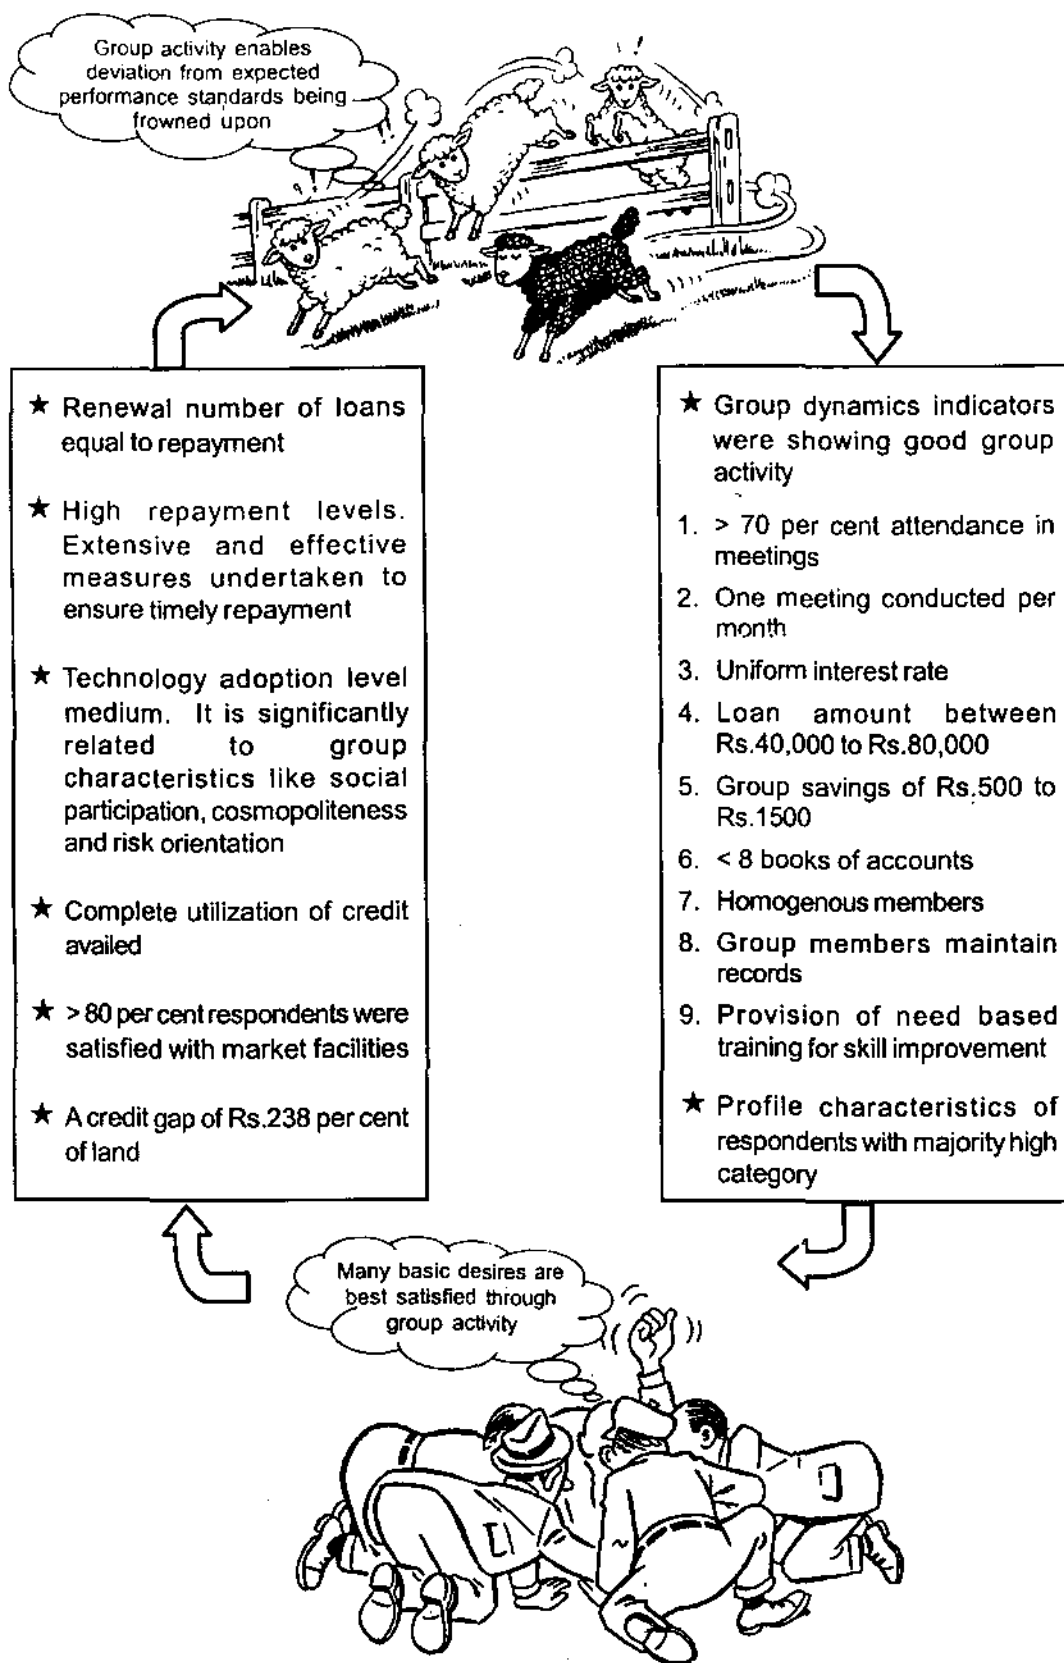 Group activity enables
deviation from expected
performance standards being
frowned upon
★ Renewal number of loans
equal to repayment
★ High repayment levels.
Extensive and effective
measures undertaken to
ensure timely repayment
★ Technology adoption level
medium. It is significantly
related to group
characteristics like social
participation, cosmopoliteness
and risk orientation
★ Complete utilization of credit
availed
★ > 80 per cent respondents were
satisfied with market facilities
★ A credit gap of Rs.238 per cent
of land
★ Group dynamics indicators
were showing good group
activity
1. > 70 per cent attendance in
meetings
2. One meeting conducted per
month
3. Uniform interest rate
4. Loan amount between
Rs.40,000 to Rs.80,000
5. Group savings of Rs.500 to
Rs.1500
6. < 8 books of accounts
7. Homogenous members
8. Group members maintain
records
9. Provision of need based
training for skill improvement
★ Profile characteristics of
respondents with majority high
category
Many basic desires are
best satisfied through
group activity